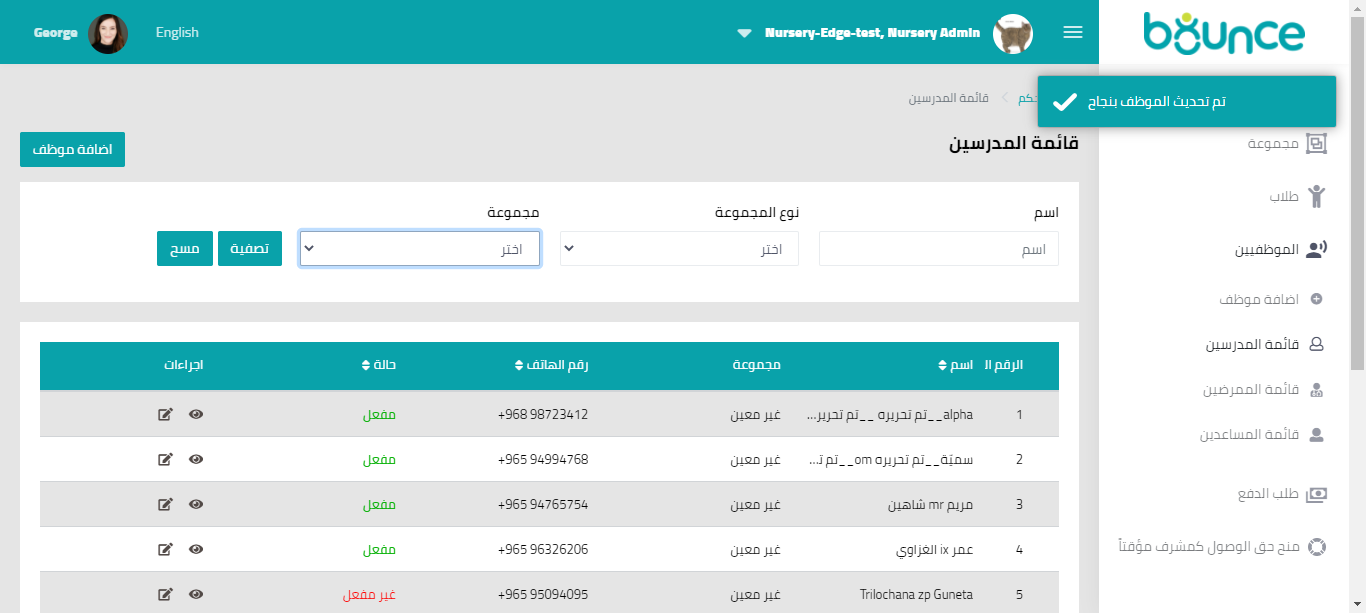 bounce
Nursery-Edge-test, Nursery Admin
English
George
تم تحديث الموظف بنجاح
قائمة المدرسين
قائمة المدرسين
اضافة موظف
مجموعة
طلاب
الموظفيين
اضافة موظف
قائمة المدرسين
قائمة الممرضين
قائمة المساعدين
طلب الدفع
منح حق الوصول كمشرف مؤقتاً
اسم
نوع المجموعة
مجموعة
اسم
اختر
اختر
تصفية
مسح
الرقم ال اسم مجموعة رقم الهاتف حالة اجراءات
1 alpha__تم تحريره __تم تحرير... غير معين +968 98723412 مفعل
2 سميّة__تم تحريره om__تم ت... غير معين +965 94994768 مفعل
3 مريم mr شاهين غير معين +965 94765754 مفعل
4 عمر ix الغزاوي غير معين +965 96326206 مفعل
5 Trilochana zp Guneta غير معين +965 95094095 غير مفعل